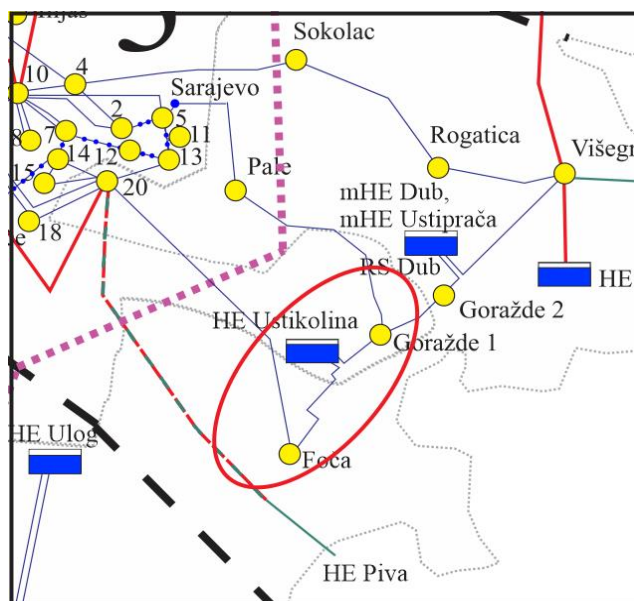 Sokolac
10
4
Sarajevo
2
5
8
7
11
Rogatica
14
12
13
Višegr
15
Pale
mHE Dub,
mHE Ustiprača
20
18
RS Dub
HE
Goražde 2
HE Ustikolina
Goražde 1
HE Ulog
Foča
HE Piva